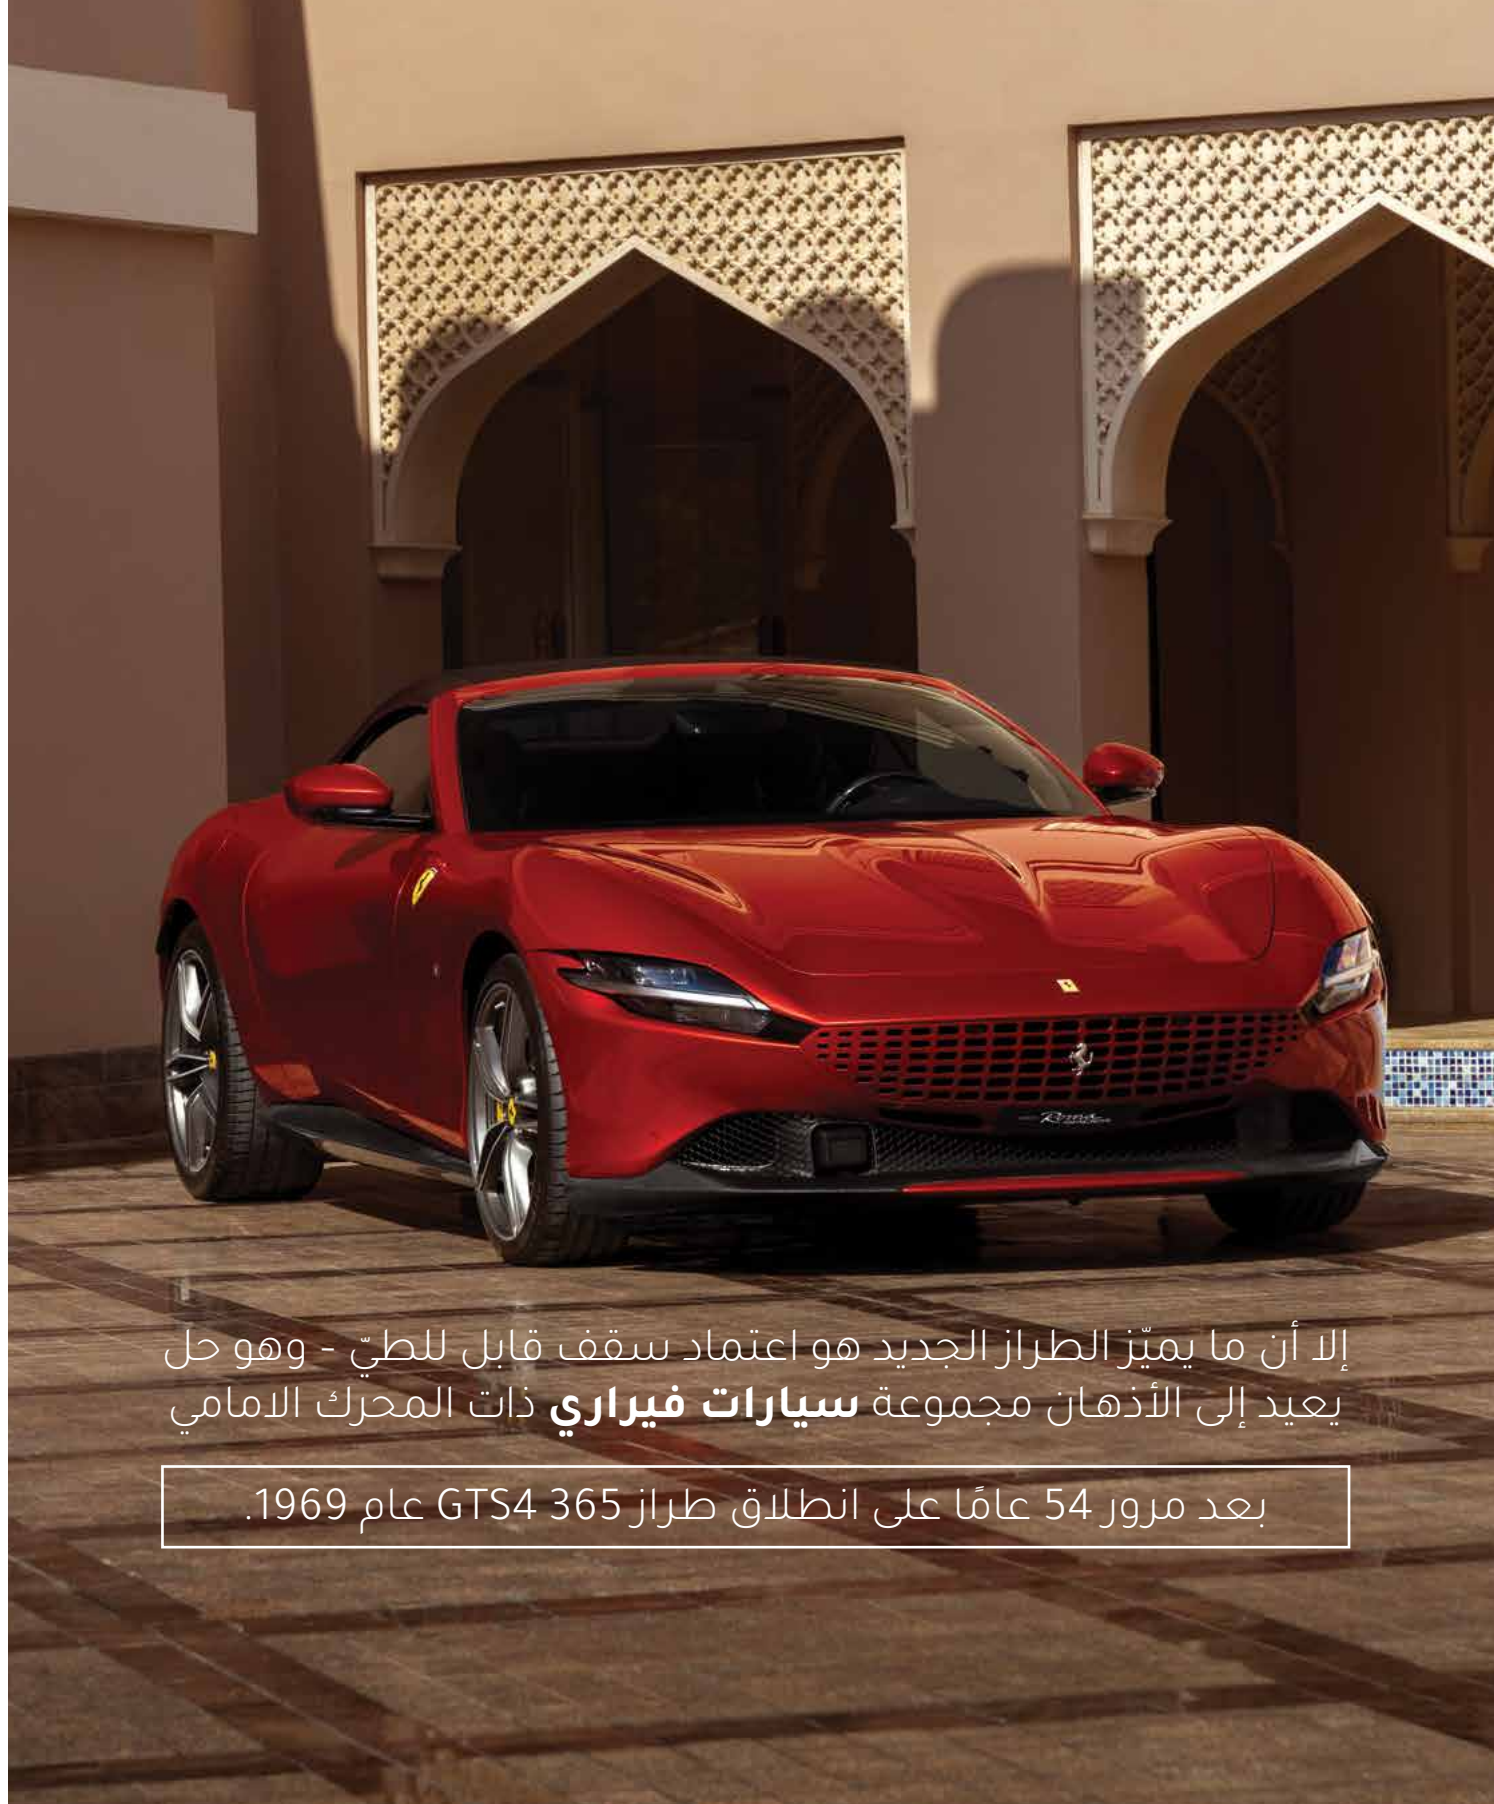 Roma
إلا أن ما يميّز الطراز الجديد هو اعتماد سقف قابل للطيّ - وهو حل
يعيد إلى الأذهان مجموعة سيارات فيراري ذات المحرك الامامي
بعد مرور 54 عامًا على انطلاق طراز 365 GTS4 عام 1969.